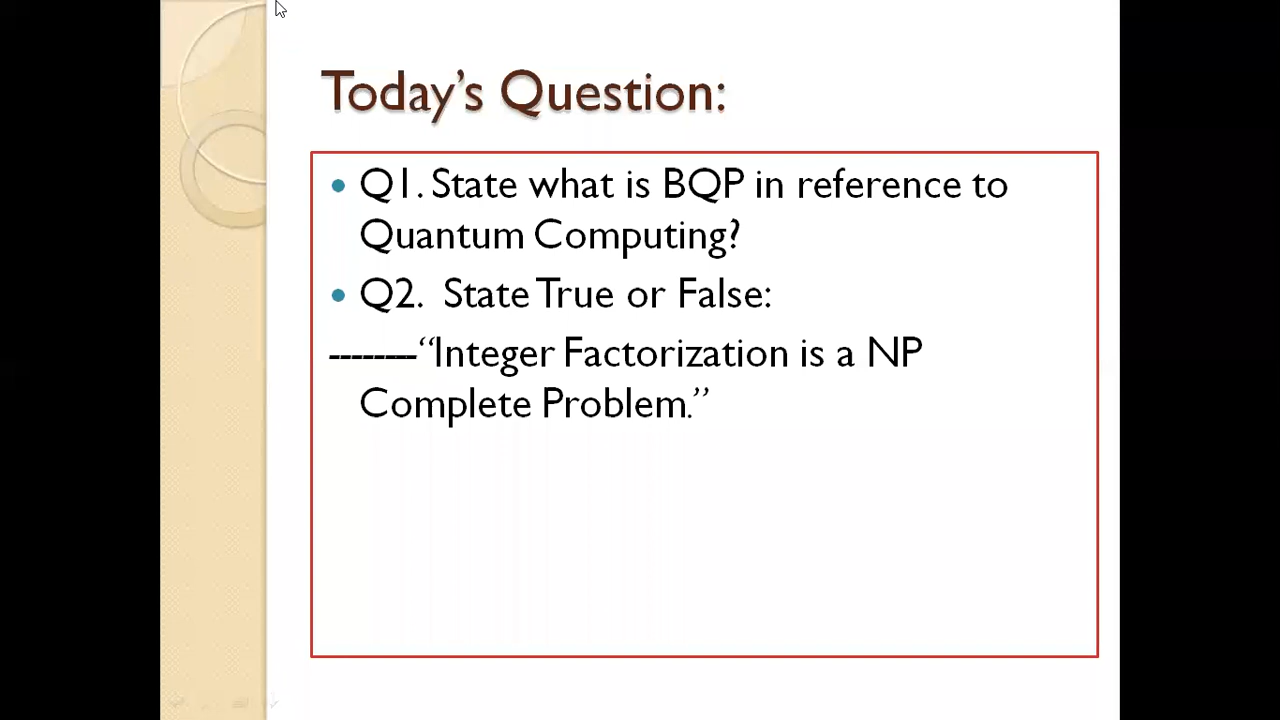 Today’s Question:
• Q1. State what is BQP in reference to
Quantum Computing?
• Q2. State True or False:
--------“Integer Factorization is a NP
Complete Problem.”